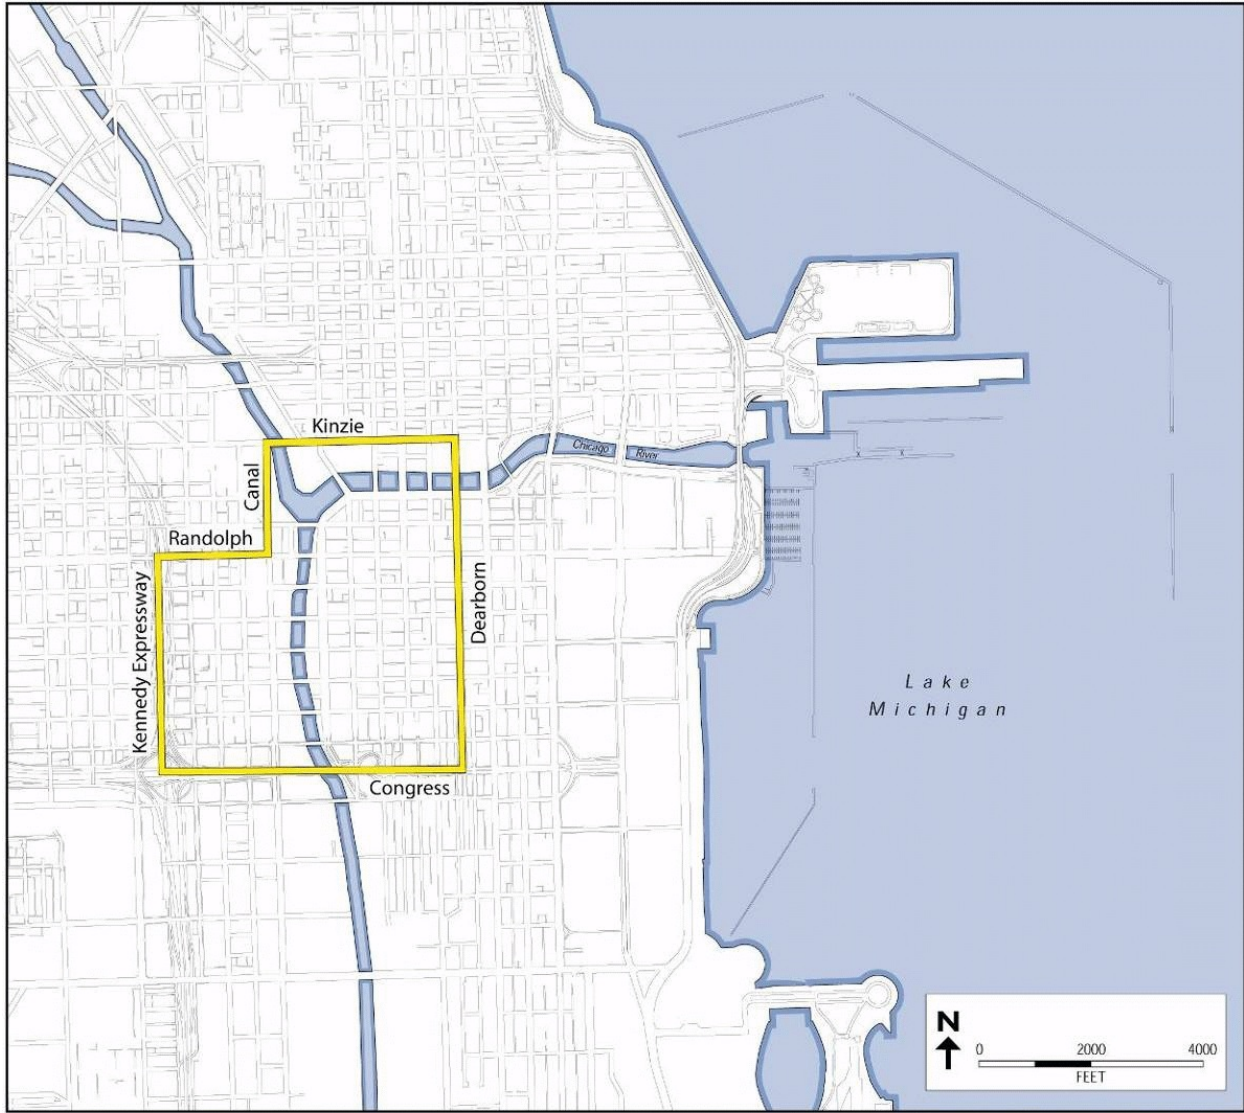 Kinzie
Chicago River
Canal
Randolph
Kennedy Expressway
Dearborn
Lake
Michigan
Congress
N
0 2000 4000
FEET